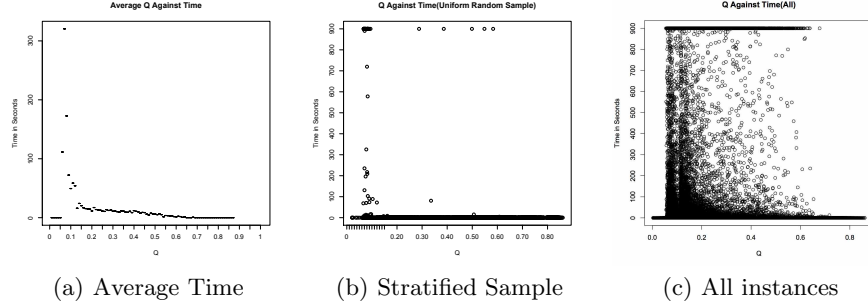 Average Q Against Time
Time in Seconds
300
200
100
0
0 0.1 0.2 0.3 0.4 0.5 0.6 0.7 0.8 0.9 1
Q
(a) Average Time
Q Against Time(Uniform Random Sample)
Time in Seconds
900
800
700
600
500
400
300
200
100
0
0 0.10 0.20 0.30 0.40 0.50 0.60 0.80
Q
(b) Stratified Sample
Q Against Time(All)
Time in Seconds
900
800
700
600
500
400
300
200
100
0
0.0 0.2 0.4 0.6 0.8
Q
(c) All instances